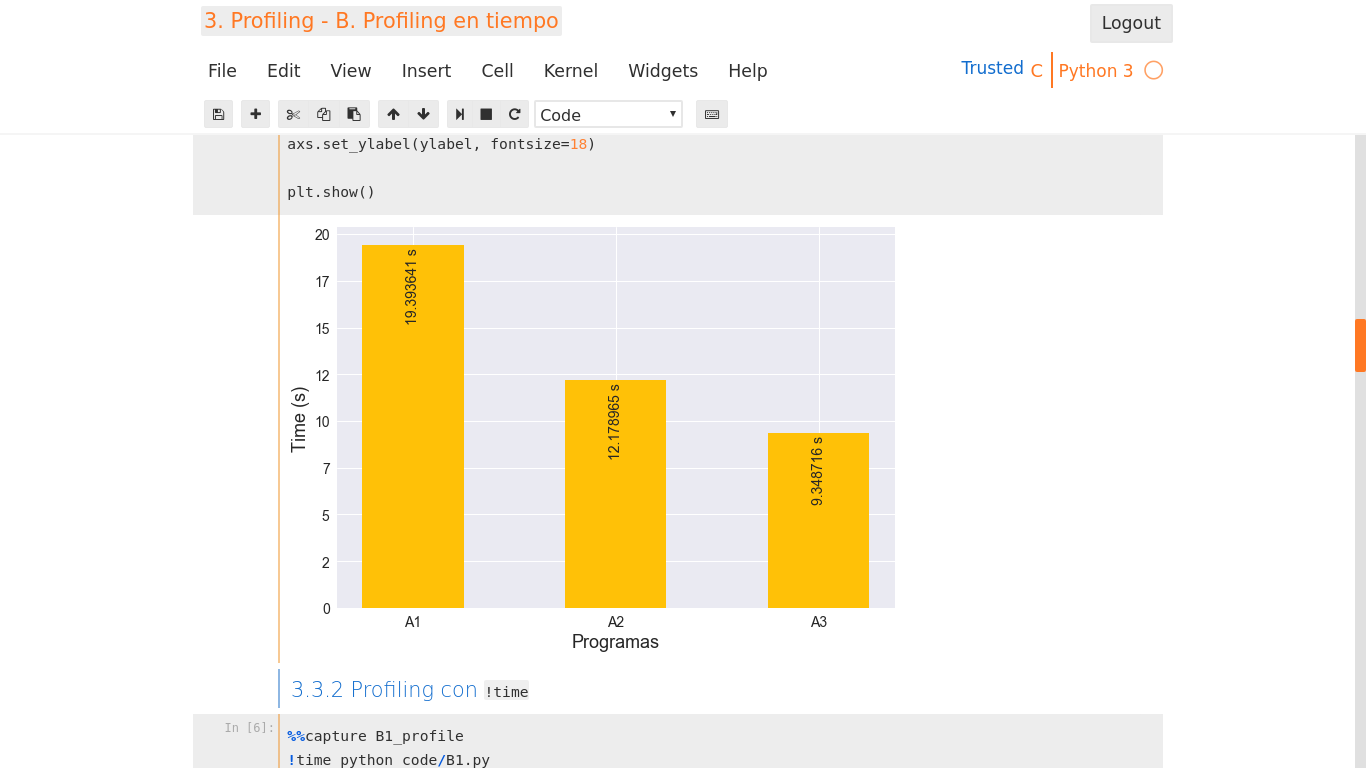 3. Profiling - B. Profiling en tiempo
Logout
File Edit View Insert Cell Kernel Widgets Help
Trusted C Python 3
Code
axs.set_ylabel(ylabel, fontsize=18)
plt.show()
20
17
15
12
10
7
5
2
0
Time (s)
19.393641 s
12.178965 s
9.348716 s
A1 A2 A3
Programas
3.3.2 Profiling con !time
In [6]:
%%capture B1_profile
!time python code/B1.py